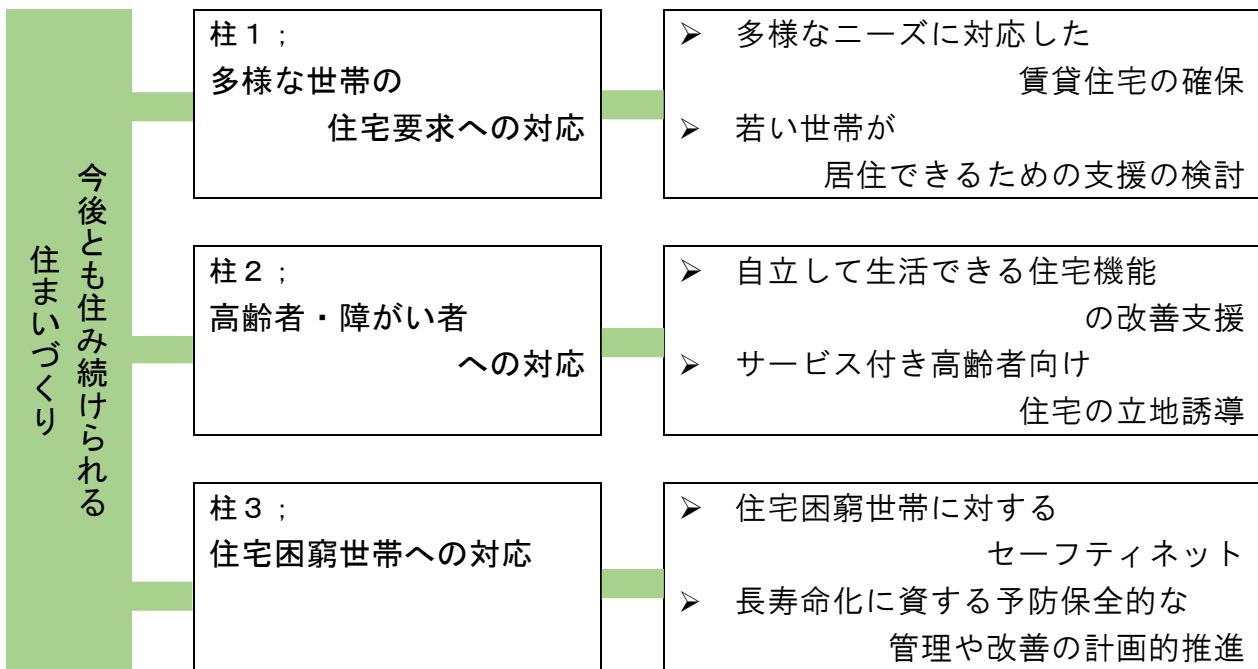 今後とも住み続けられる
住まいづくり
柱１；
多様な世帯の
住宅要求への対応
➢ 多様なニーズに対応した
賃貸住宅の確保
➢ 若い世帯が
居住できるための支援の検討
柱２；
高齢者・障がい者
への対応
➢ 自立して生活できる住宅機能
の改善支援
➢ サービス付き高齢者向け
住宅の立地誘導
柱３；
住宅困窮世帯への対応
➢ 住宅困窮世帯に対する
セーフティネット
➢ 長寿命化に資する予防保全的な
管理や改善の計画的推進